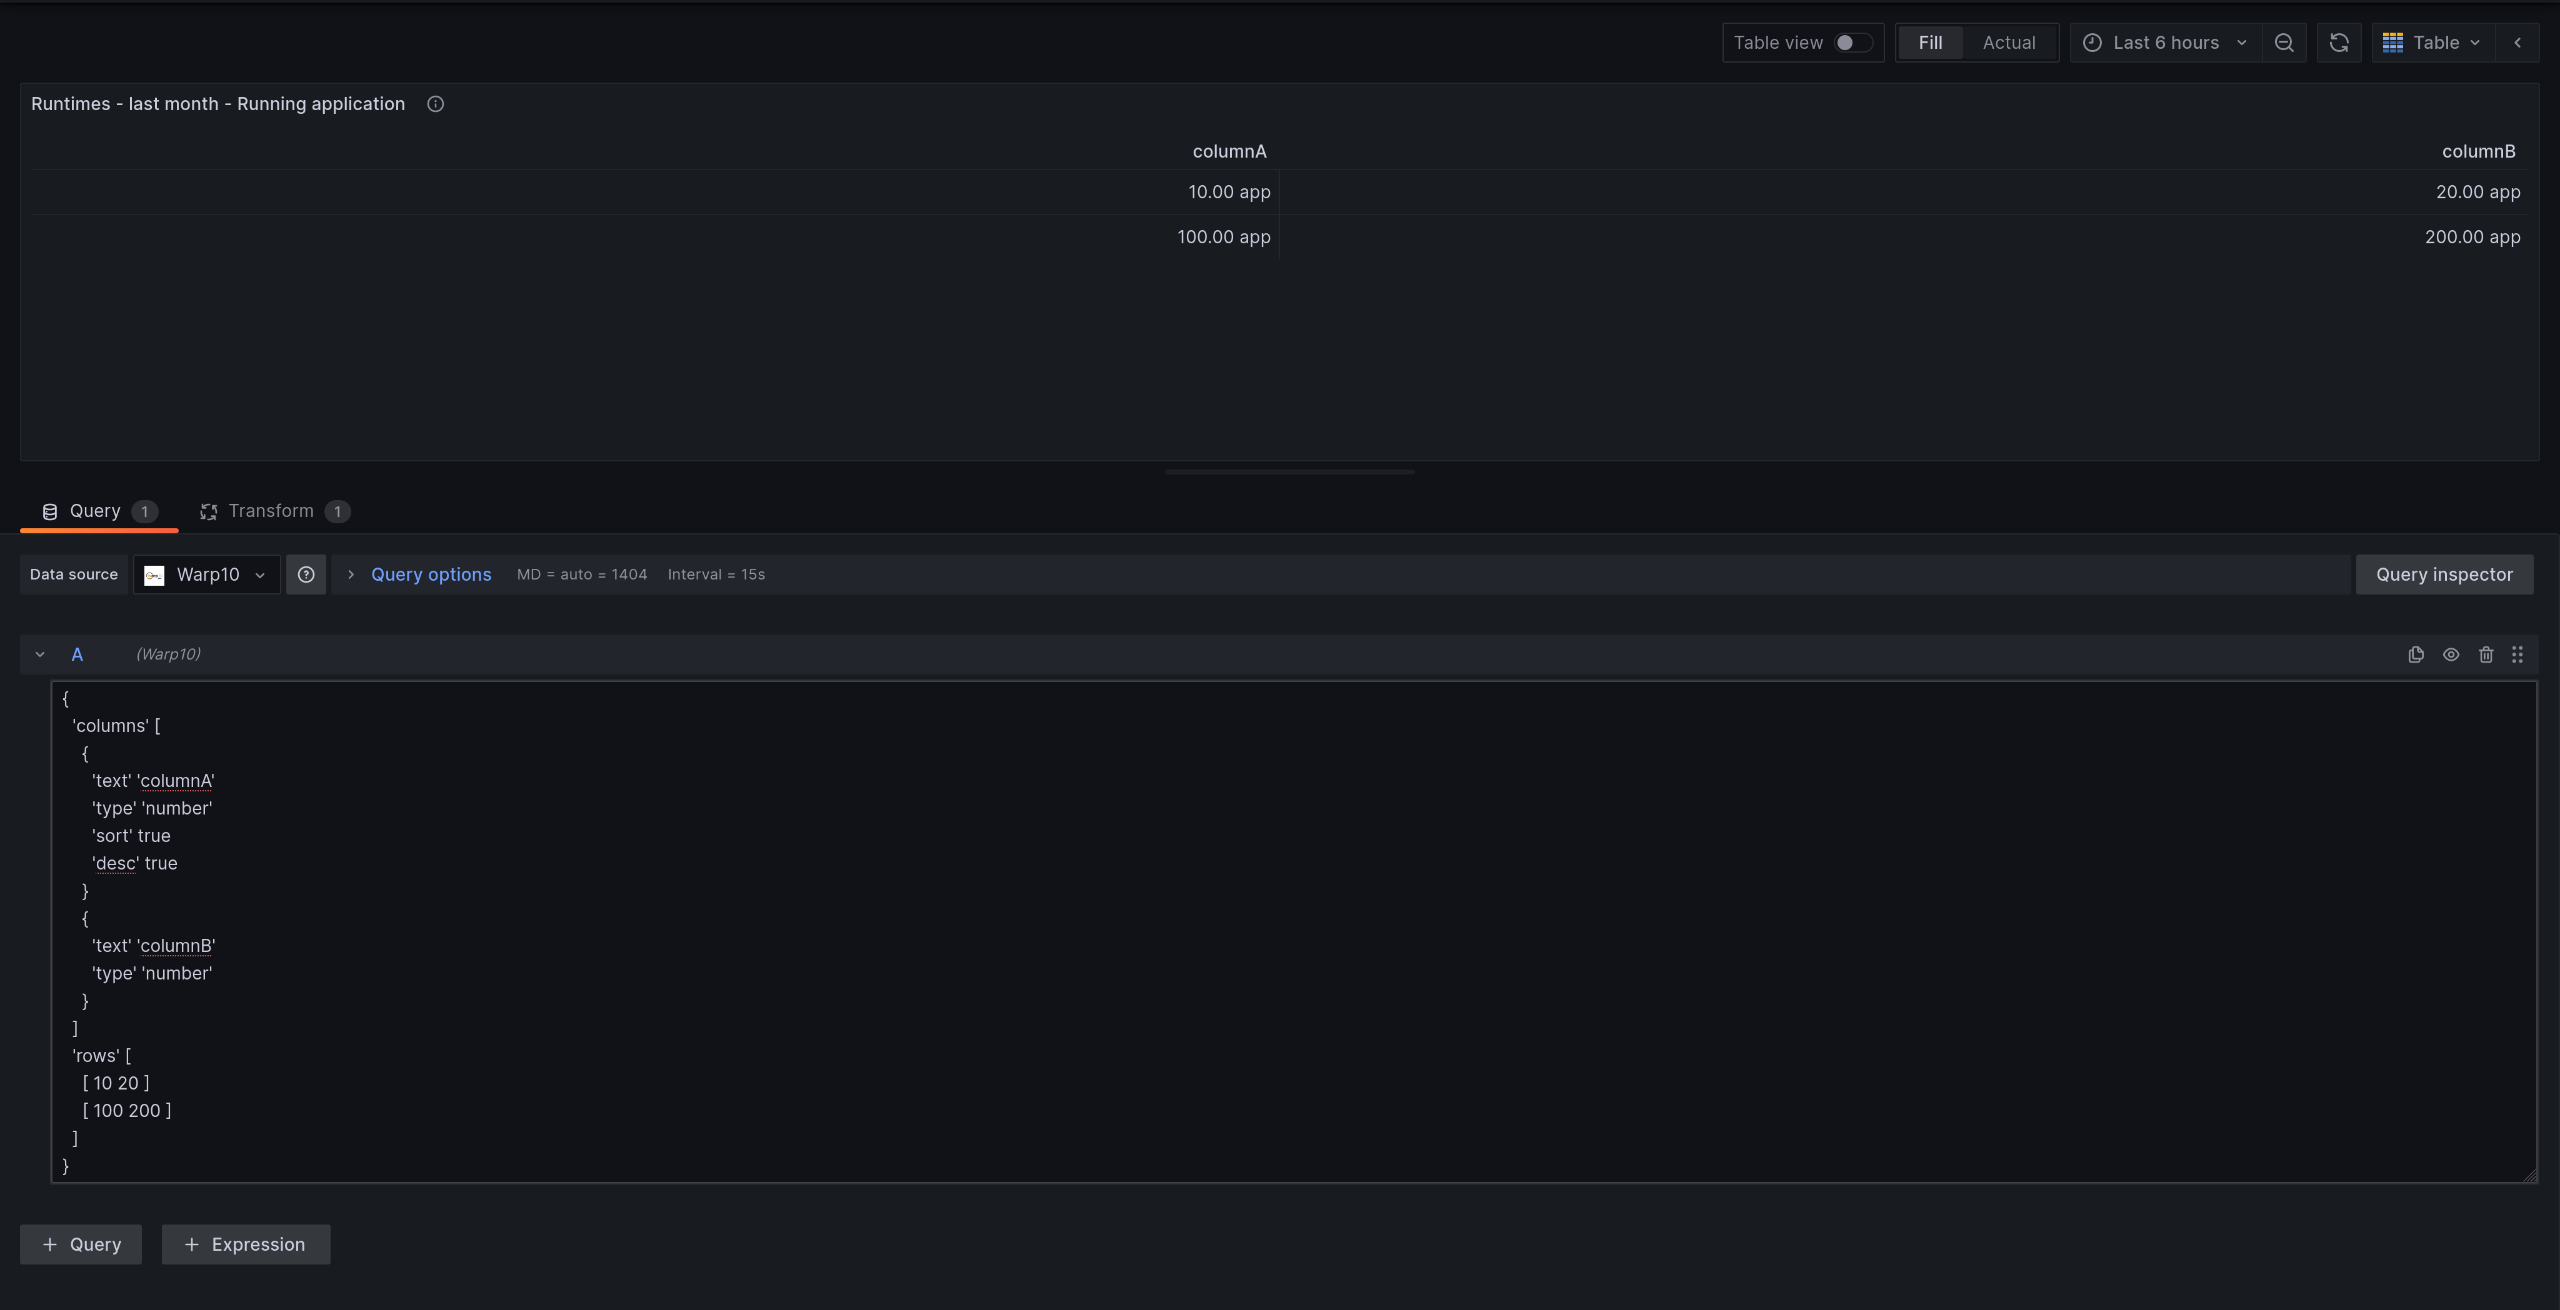 Table view Fill Actual Last 6 hours Table
Runtimes - last month - Running application
columnA columnB
10.00 app 20.00 app
100.00 app 200.00 app
Query 1 Transform 1
Data source Warp10 Query options MD = auto = 1404 Interval = 15s Query inspector
A (Warp10)
{
'columns' [
{
'text' 'columnA'
'type' 'number'
'sort' true
'desc' true
}
{
'text' 'columnB'
'type' 'number'
}
]
'rows' [
[ 10 20 ]
[ 100 200 ]
]
}
+ Query + Expression